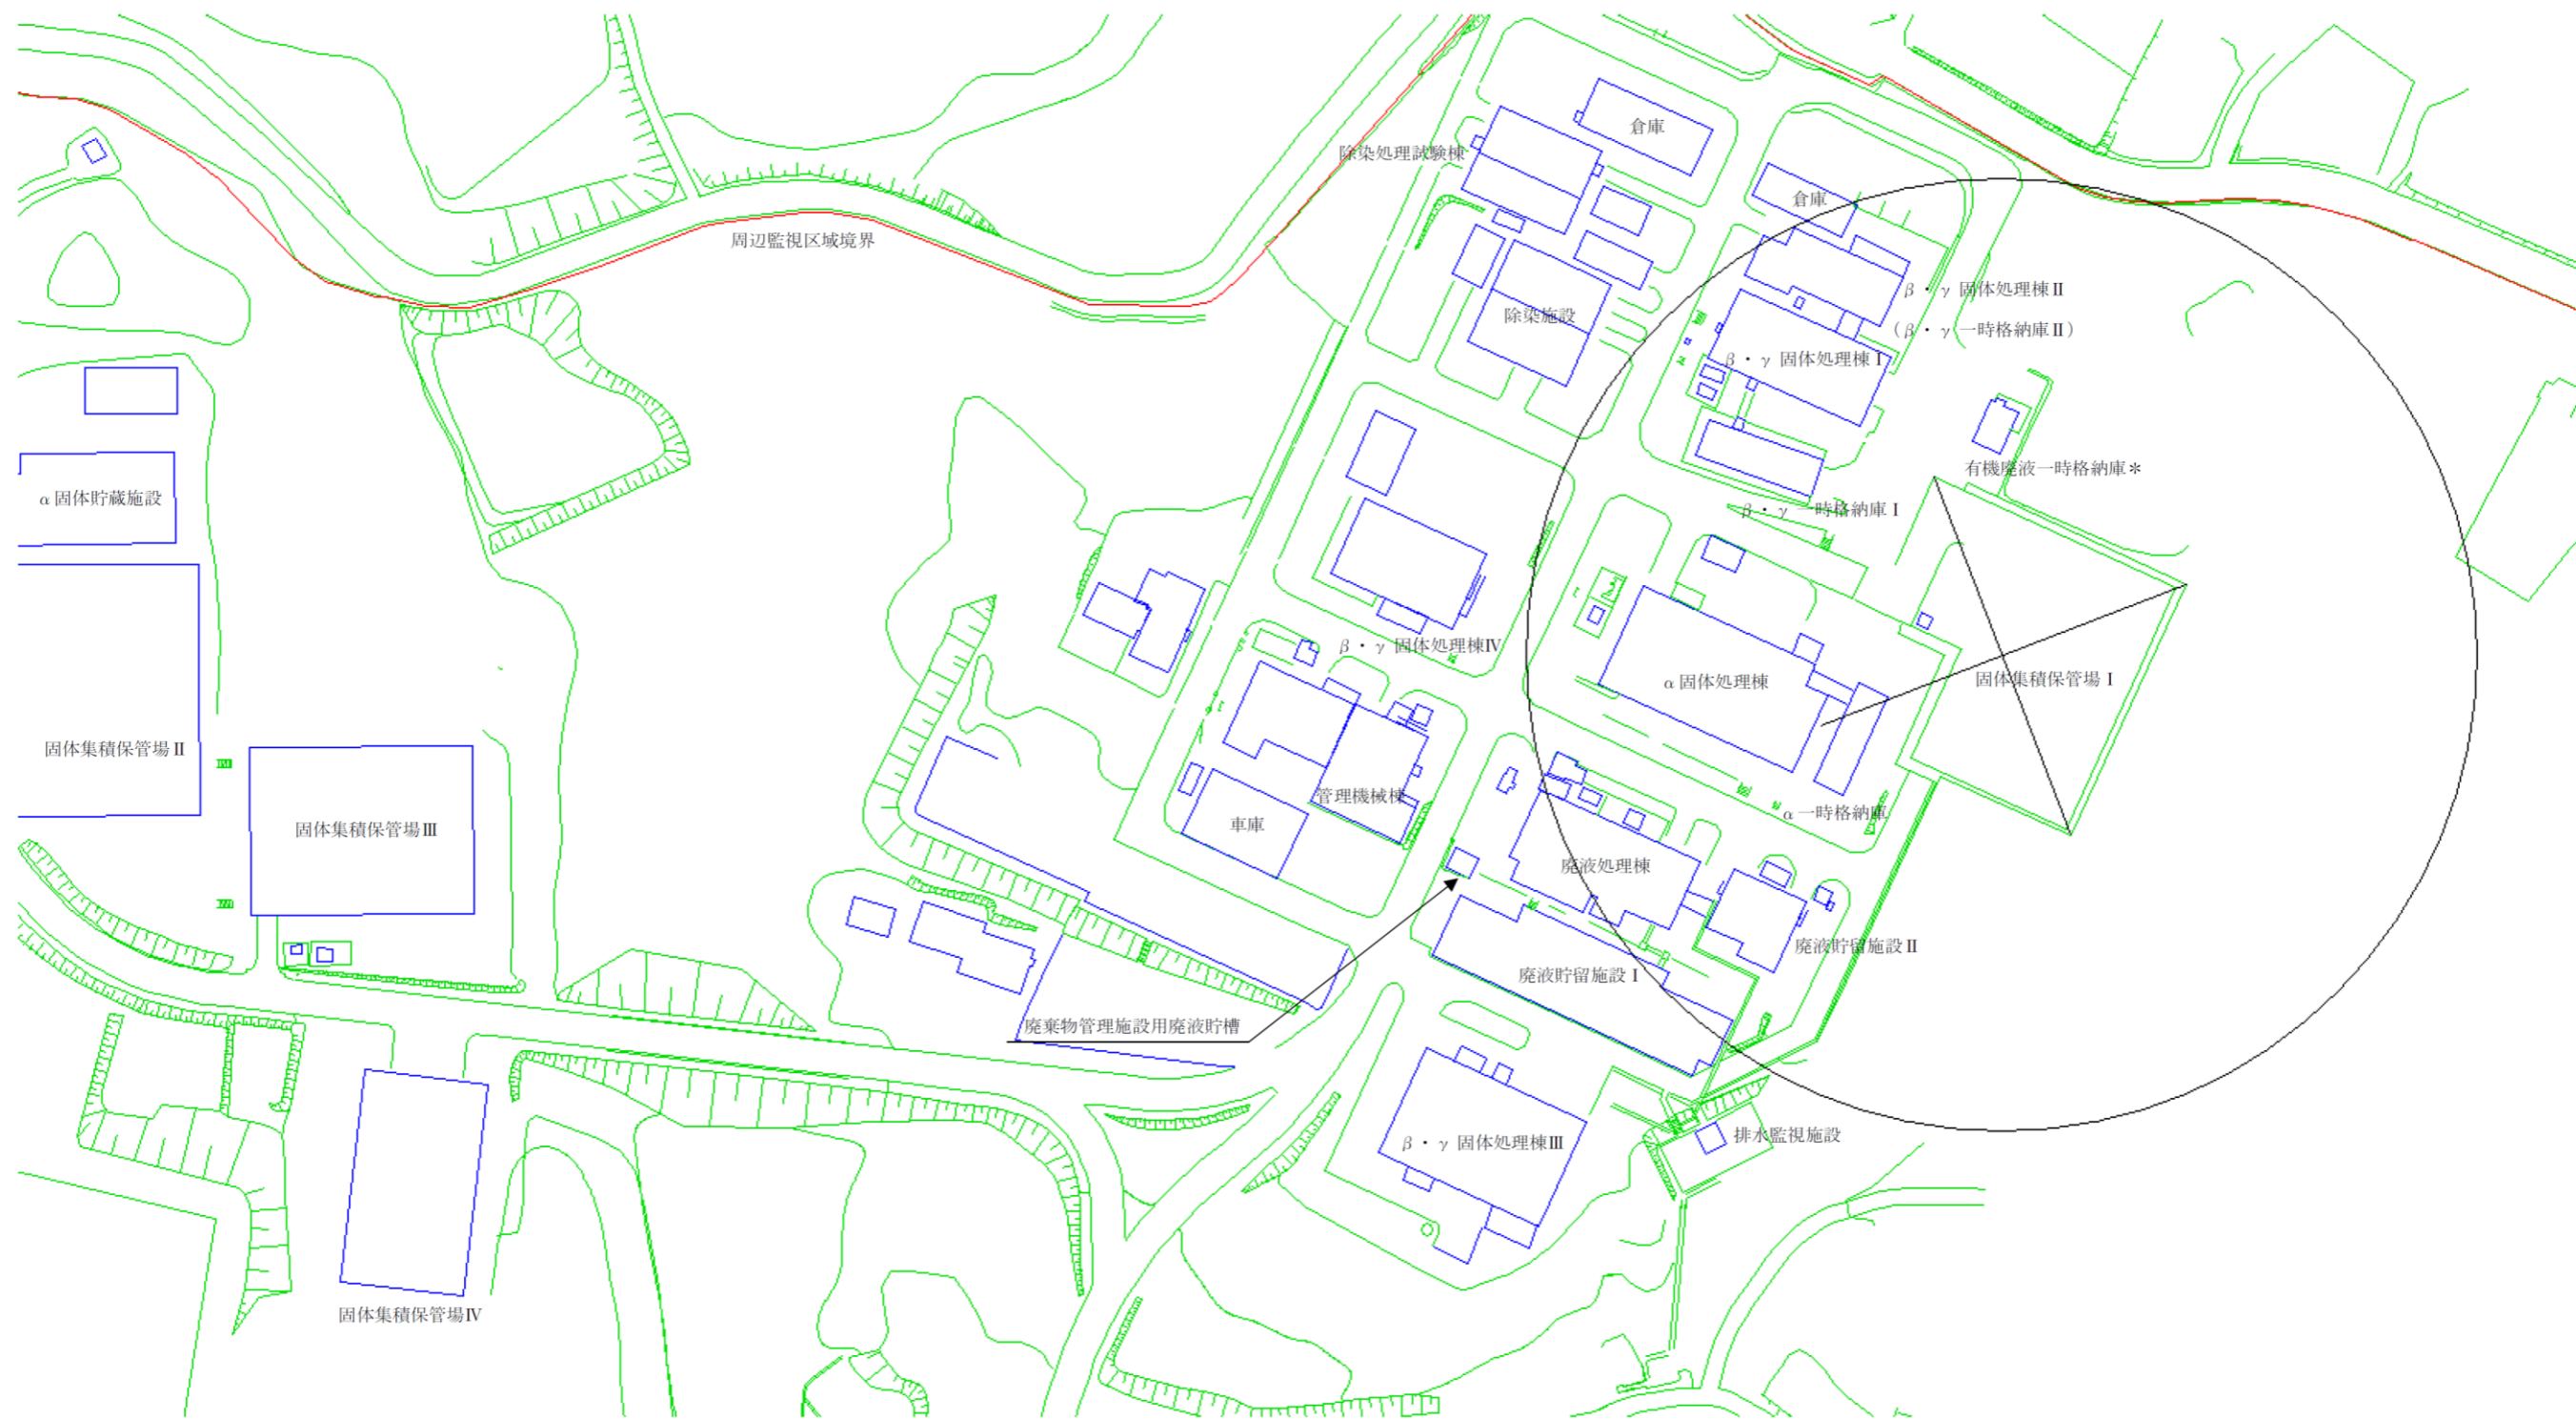 倉庫
除染処理試験棟
倉庫
周辺監視区域境界
β・γ 固体処理棟Ⅱ
除染施設
(β・γ 一時格納庫Ⅱ)
β・γ 固体処理棟Ⅰ
有機廃液一時格納庫＊
α固体貯蔵施設
β・γ 一時格納庫Ⅰ
β・γ 固体処理棟Ⅳ
固体集積保管場Ⅰ
α固体処理棟
固体集積保管場Ⅱ
管理機械棟
α一時格納庫
車庫
固体集積保管場Ⅲ
廃液処理棟
廃液貯留施設Ⅱ
廃液貯留施設Ⅰ
廃棄物管理施設用廃液貯槽
排水監視施設
β・γ 固体処理棟Ⅲ
固体集積保管場Ⅳ